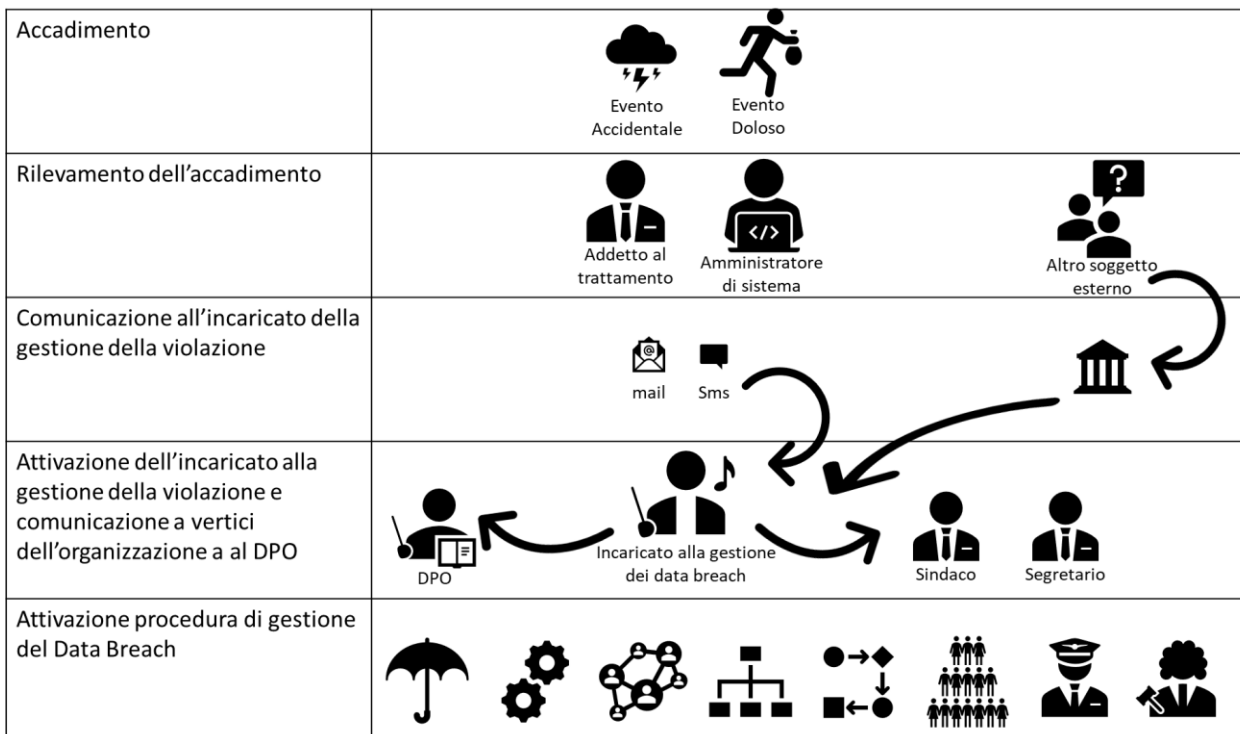 Accadimento
Evento
Accidentale
Evento
Doloso
Rilevamento dell'accadimento
?
</>
Addetto al
trattamento
Amministratore
di sistema
Altro soggetto
esterno
Comunicazione all'incaricato della
gestione della violazione
@
mail
Sms
Attivazione dell'incaricato alla
gestione della violazione e
comunicazione a vertici
dell'organizzazione a al DPO
DPO
Incaricato alla gestione
dei data breach
Sindaco
Segretario
Attivazione procedura di gestione
del Data Breach